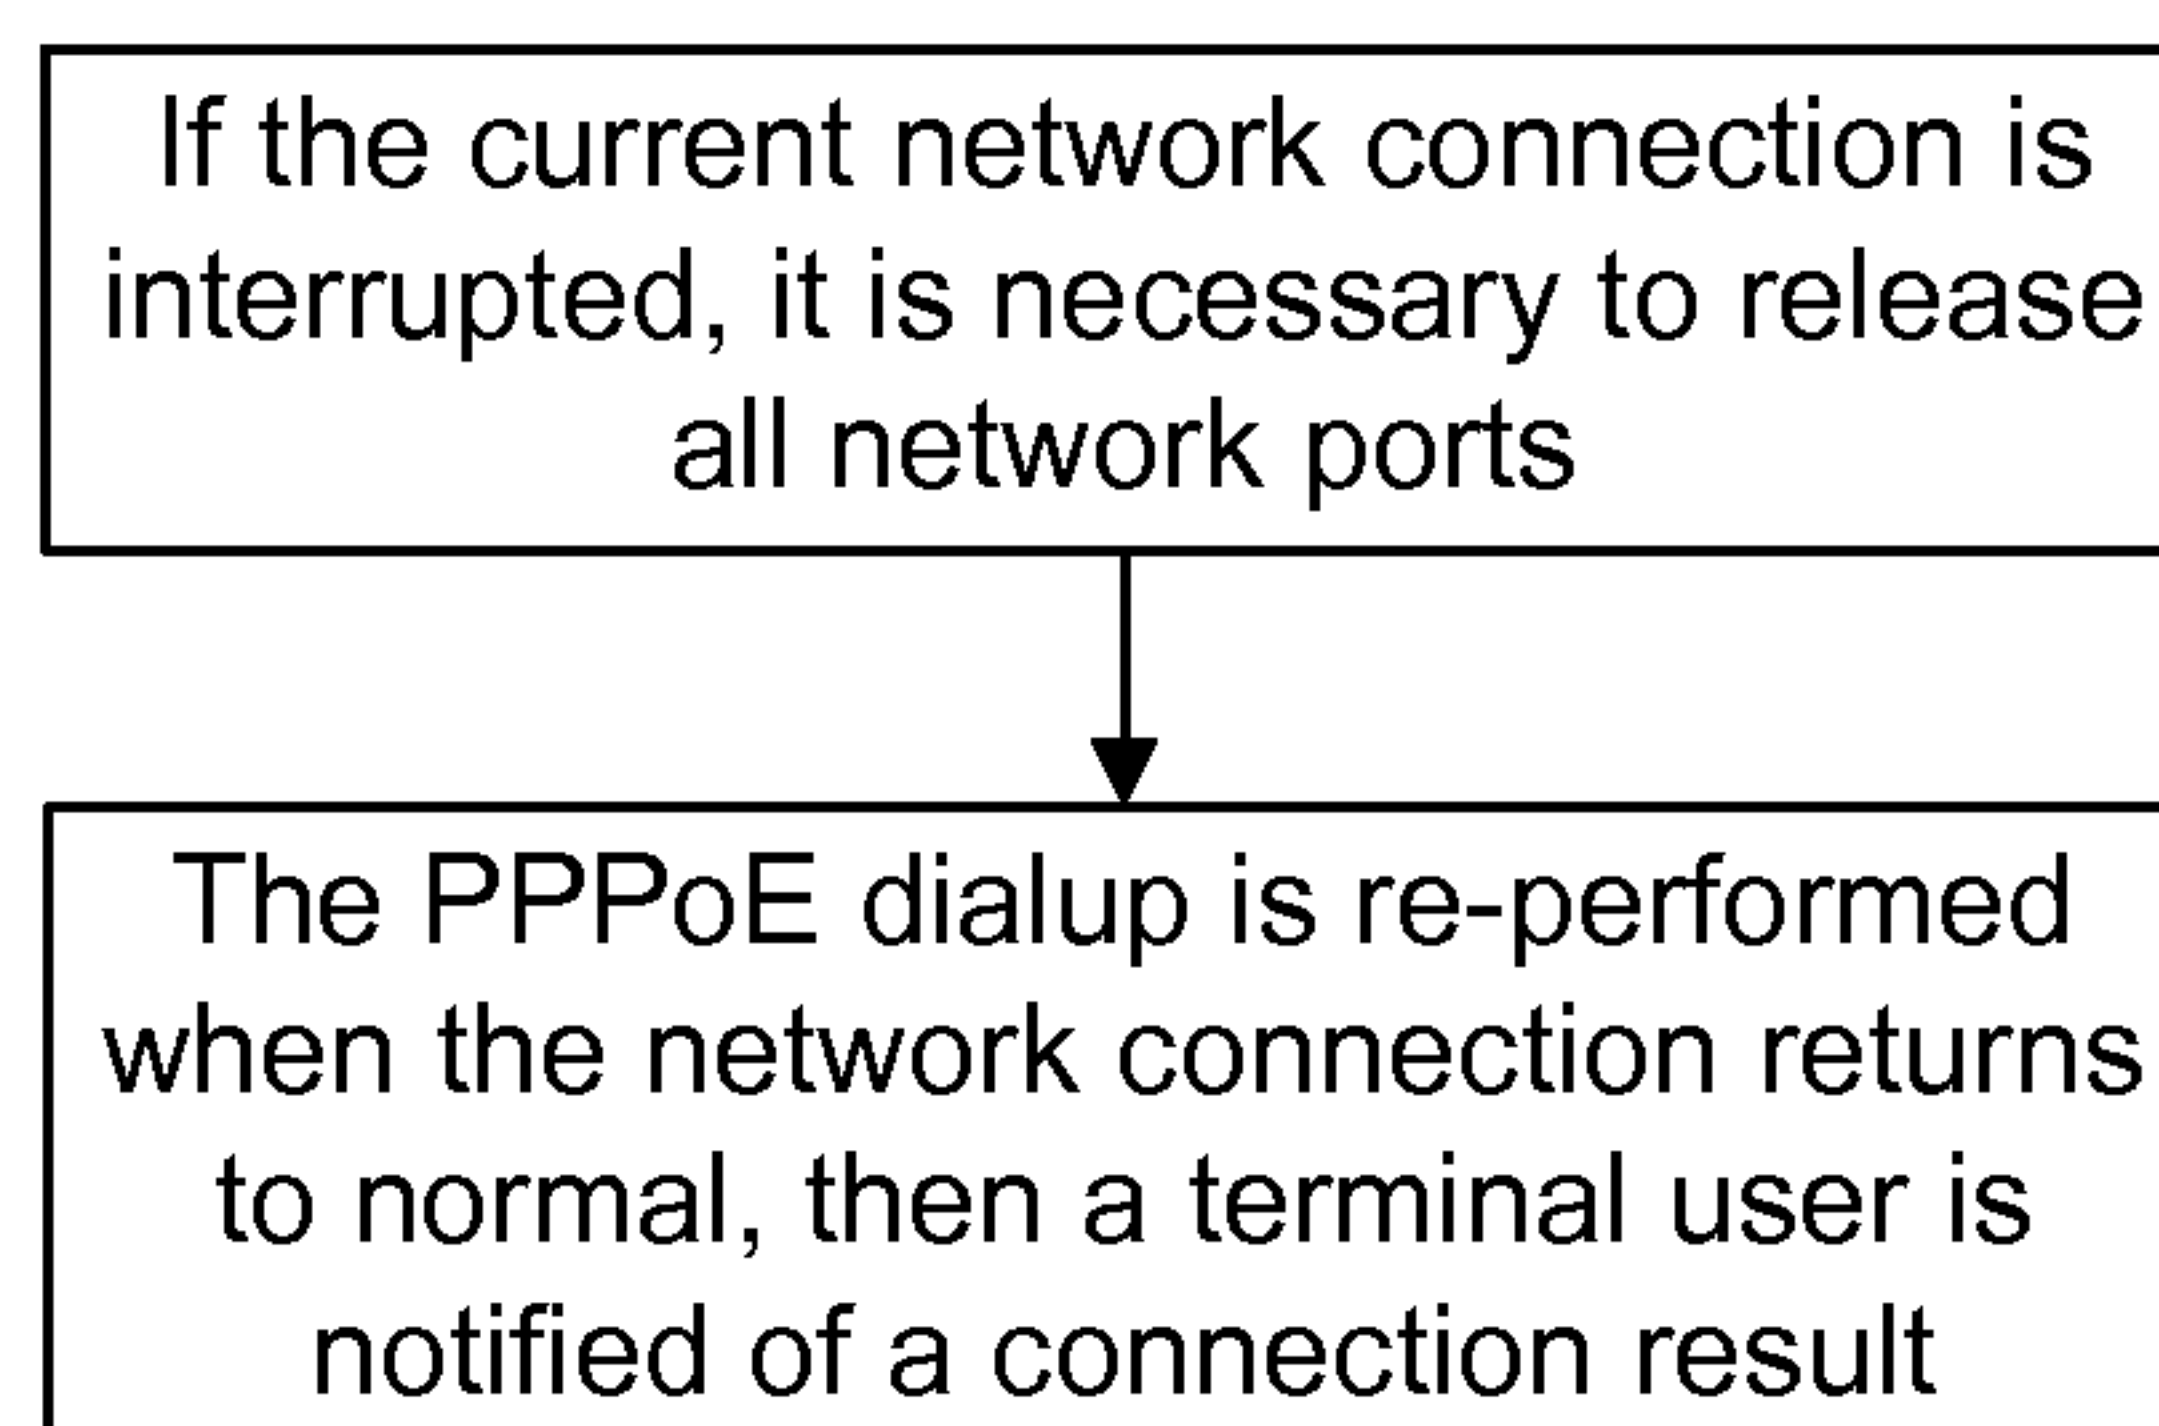 If the current network connection is
interrupted, it is necessary to release
all network ports
The PPPoE dialup is re-performed
when the network connection returns
to normal, then a terminal user is
notified of a connection result